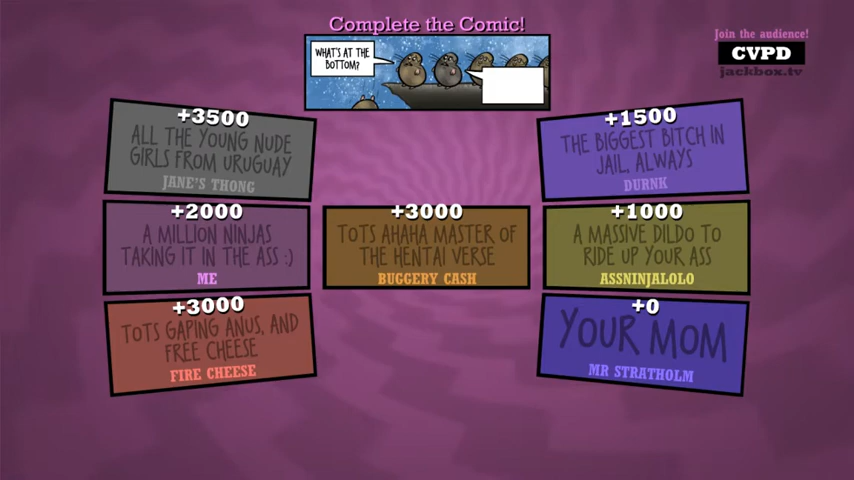 Complete the Comic!
Join the audience!
CVPD
jackbox.tv
WHAT'S AT THE
BOTTOM?
+3500
ALL THE YOUNG NUDE
GIRLS FROM URUGUAY
JANE'S THONG
+1500
THE BIGGEST BITCH IN
JAIL, ALWAYS
DURNK
+2000
A MILLION NINJAS
TAKING IT IN THE ASS :)
ME
+3000
TOTS AHAHA MASTER OF
THE HENTAI VERSE
BUGGERY CASH
+1000
A MASSIVE DILDO TO
RIDE UP YOUR ASS
ASSNINJALOLO
+3000
TOTS GAPING ANUS, AND
FREE CHEESE
FIRE CHEESE
+0
YOUR MOM
MR STRATHOLM